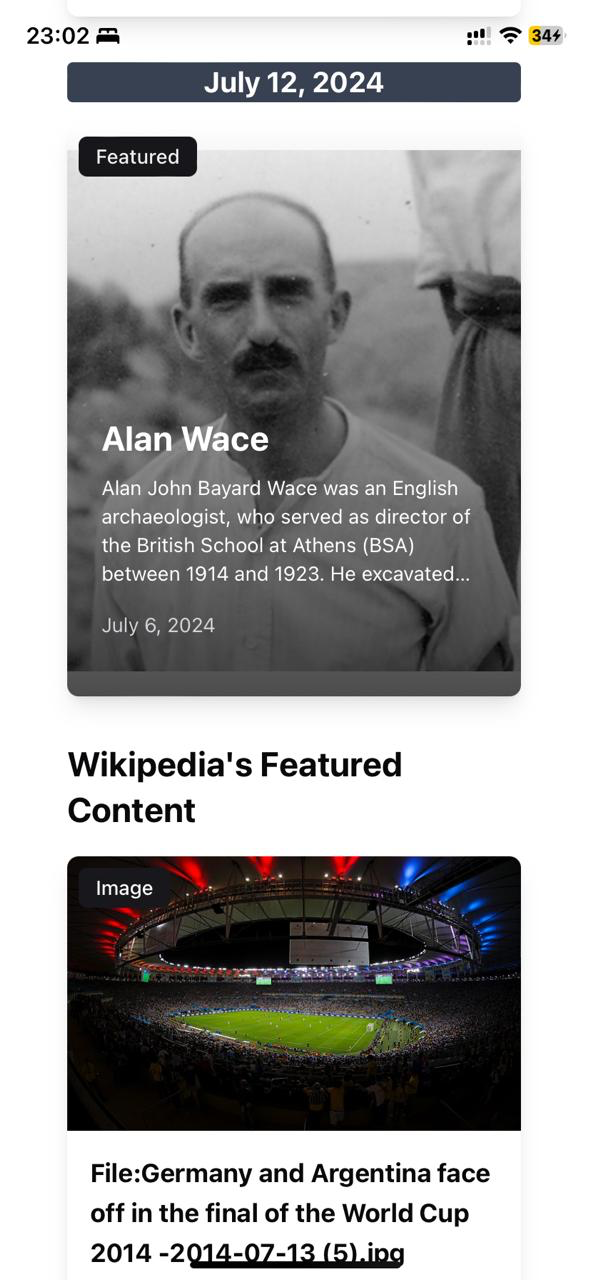 23:02
34
July 12, 2024
Featured
Alan Wace
Alan John Bayard Wace was an English
archaeologist, who served as director of
the British School at Athens (BSA)
between 1914 and 1923. He excavated...
July 6, 2024
Wikipedia's Featured
Content
Image
File:Germany and Argentina face
off in the final of the World Cup
2014 -2014-07-13 (5).jpg